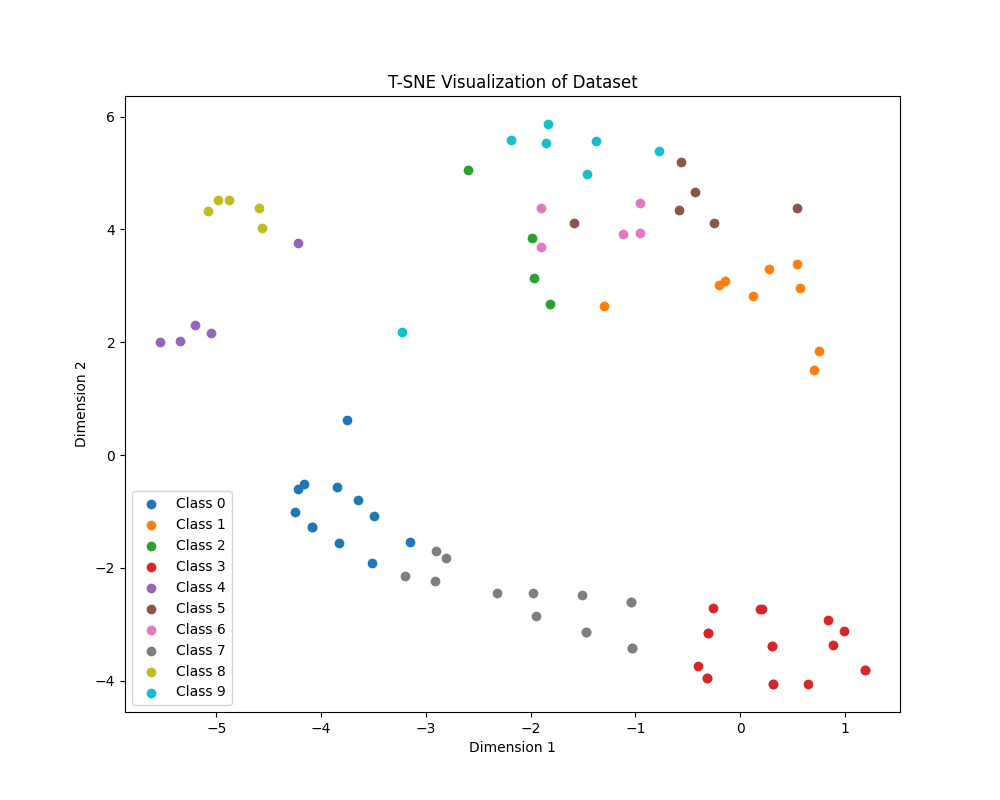 T-SNE Visualization of Dataset
6
4
2
0
−2
−4
Dimension 2
Class 0
Class 1
Class 2
Class 3
Class 4
Class 5
Class 6
Class 7
Class 8
Class 9
−5 −4 −3 −2 −1 0 1
Dimension 1